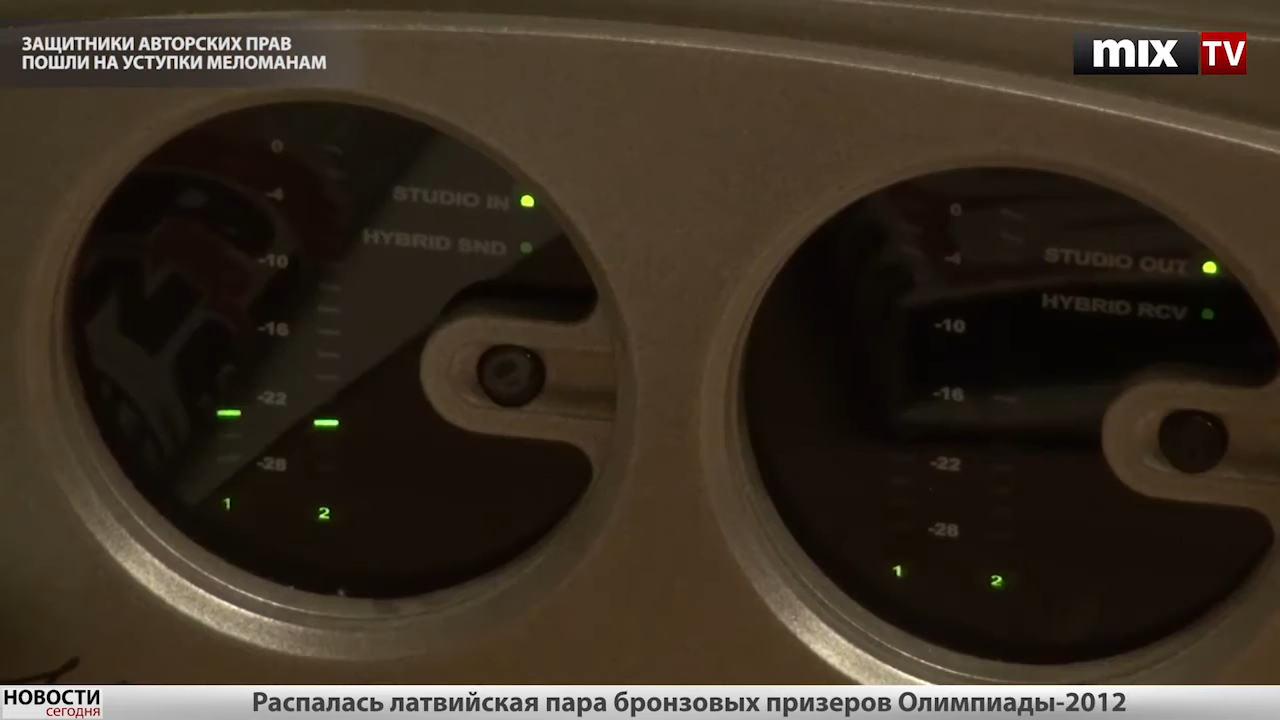 ЗАЩИТНИКИ АВТОРСКИХ ПРАВ
ПОШЛИ НА УСТУПКИ МЕЛОМАНАМ
mix TV
0
-4
STUDIO IN
HYBRID SND
-10
-16
-22
-28
1
2
0
-4
STUDIO OUT
HYBRID RCV
-10
-16
-22
-28
1
2
НОВОСТИ
сегодня
Распалась латвийская пара бронзовых призеров Олимпиады-2012